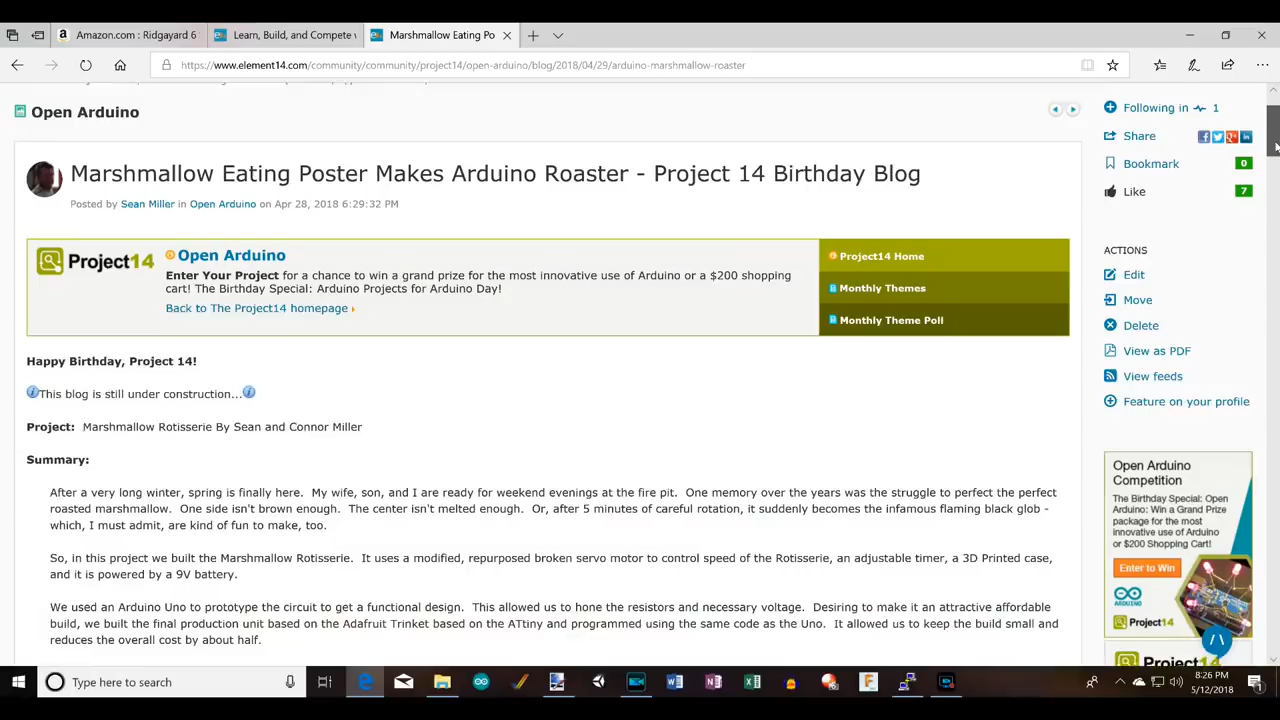 Amazon.com : Ridgayard 6
Learn, Build, and Compete v
Marshmallow Eating Po
https://www.element14.com/community/community/project14/open-arduino/blog/2018/04/29/arduino-marshmallow-roaster
Open Arduino
Marshmallow Eating Poster Makes Arduino Roaster - Project 14 Birthday Blog
Posted by Sean Miller in Open Arduino on Apr 28, 2018 6:29:32 PM
Project14
Open Arduino
Enter Your Project for a chance to win a grand prize for the most innovative use of Arduino or a $200 shopping
cart! The Birthday Special: Arduino Projects for Arduino Day!
Back to The Project14 homepage
Project14 Home
Monthly Themes
Monthly Theme Poll
Happy Birthday, Project 14!
This blog is still under construction...
Project: Marshmallow Rotisserie By Sean and Connor Miller
Summary:
After a very long winter, spring is finally here. My wife, son, and I are ready for weekend evenings at the fire pit. One memory over the years was the struggle to perfect the perfect
roasted marshmallow. One side isn't brown enough. The center isn't melted enough. Or, after 5 minutes of careful rotation, it suddenly becomes the infamous flaming black glob -
which, I must admit, are kind of fun to make, too.
So, in this project we built the Marshmallow Rotisserie. It uses a modified, repurposed broken servo motor to control speed of the Rotisserie, an adjustable timer, a 3D Printed case,
and it is powered by a 9V battery.
We used an Arduino Uno to prototype the circuit to get a functional design. This allowed us to hone the resistors and necessary voltage. Desiring to make it an attractive affordable
build, we built the final production unit based on the Adafruit Trinket based on the ATtiny and programmed using the same code as the Uno. It allowed us to keep the build small and
reduces the overall cost by about half.
Following in 1
Share
Bookmark 0
Like 7
ACTIONS
Edit
Move
Delete
View as PDF
View feeds
Feature on your profile
Open Arduino
Competition
The Birthday Special: Open
Arduino: Win a Grand Prize
package for the most
innovative use of Arduino
or $200 Shopping Cart!
Enter to Win
ARDUINO
Project14
Project14
Type here to search
8:26 PM
5/12/2018